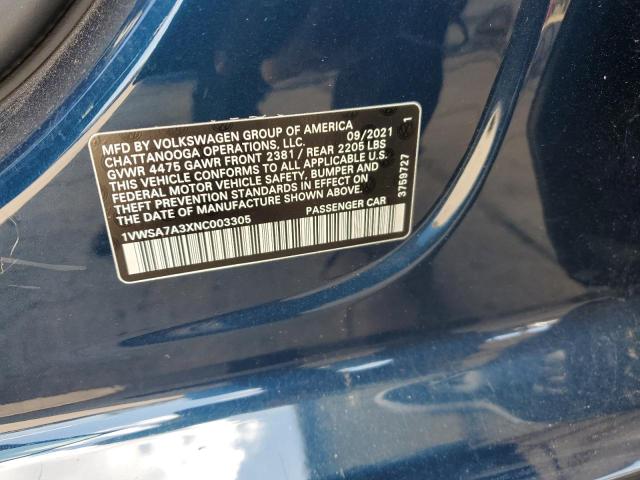 MFD BY VOLKSWAGEN GROUP OF AMERICA 09/2021 1
CHATTANOOGA OPERATIONS, LLC.
GVWR 4475 GAWR FRONT 2381 / REAR 2205 LBS
THIS VEHICLE CONFORMS TO ALL APPLICABLE U.S.
FEDERAL MOTOR VEHICLE SAFETY, BUMPER AND
THEFT PREVENTION STANDARDS IN EFFECT ON
THE DATE OF MANUFACTURE SHOWN ABOVE.
1VWSA7A3XNC003305 PASSENGER CAR
3759727